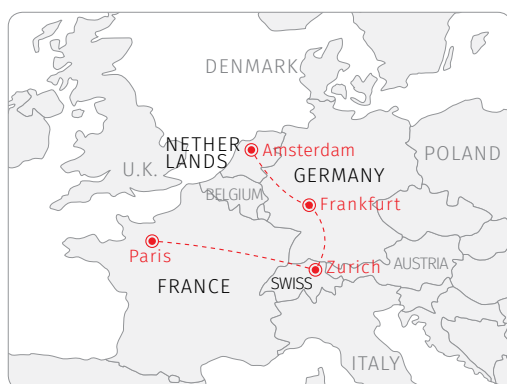 DENMARK
NETHER
LANDS
Amsterdam
POLAND
U.K.
GERMANY
BELGIUM
Frankfurt
Paris
Zurich
AUSTRIA
FRANCE
SWISS
ITALY